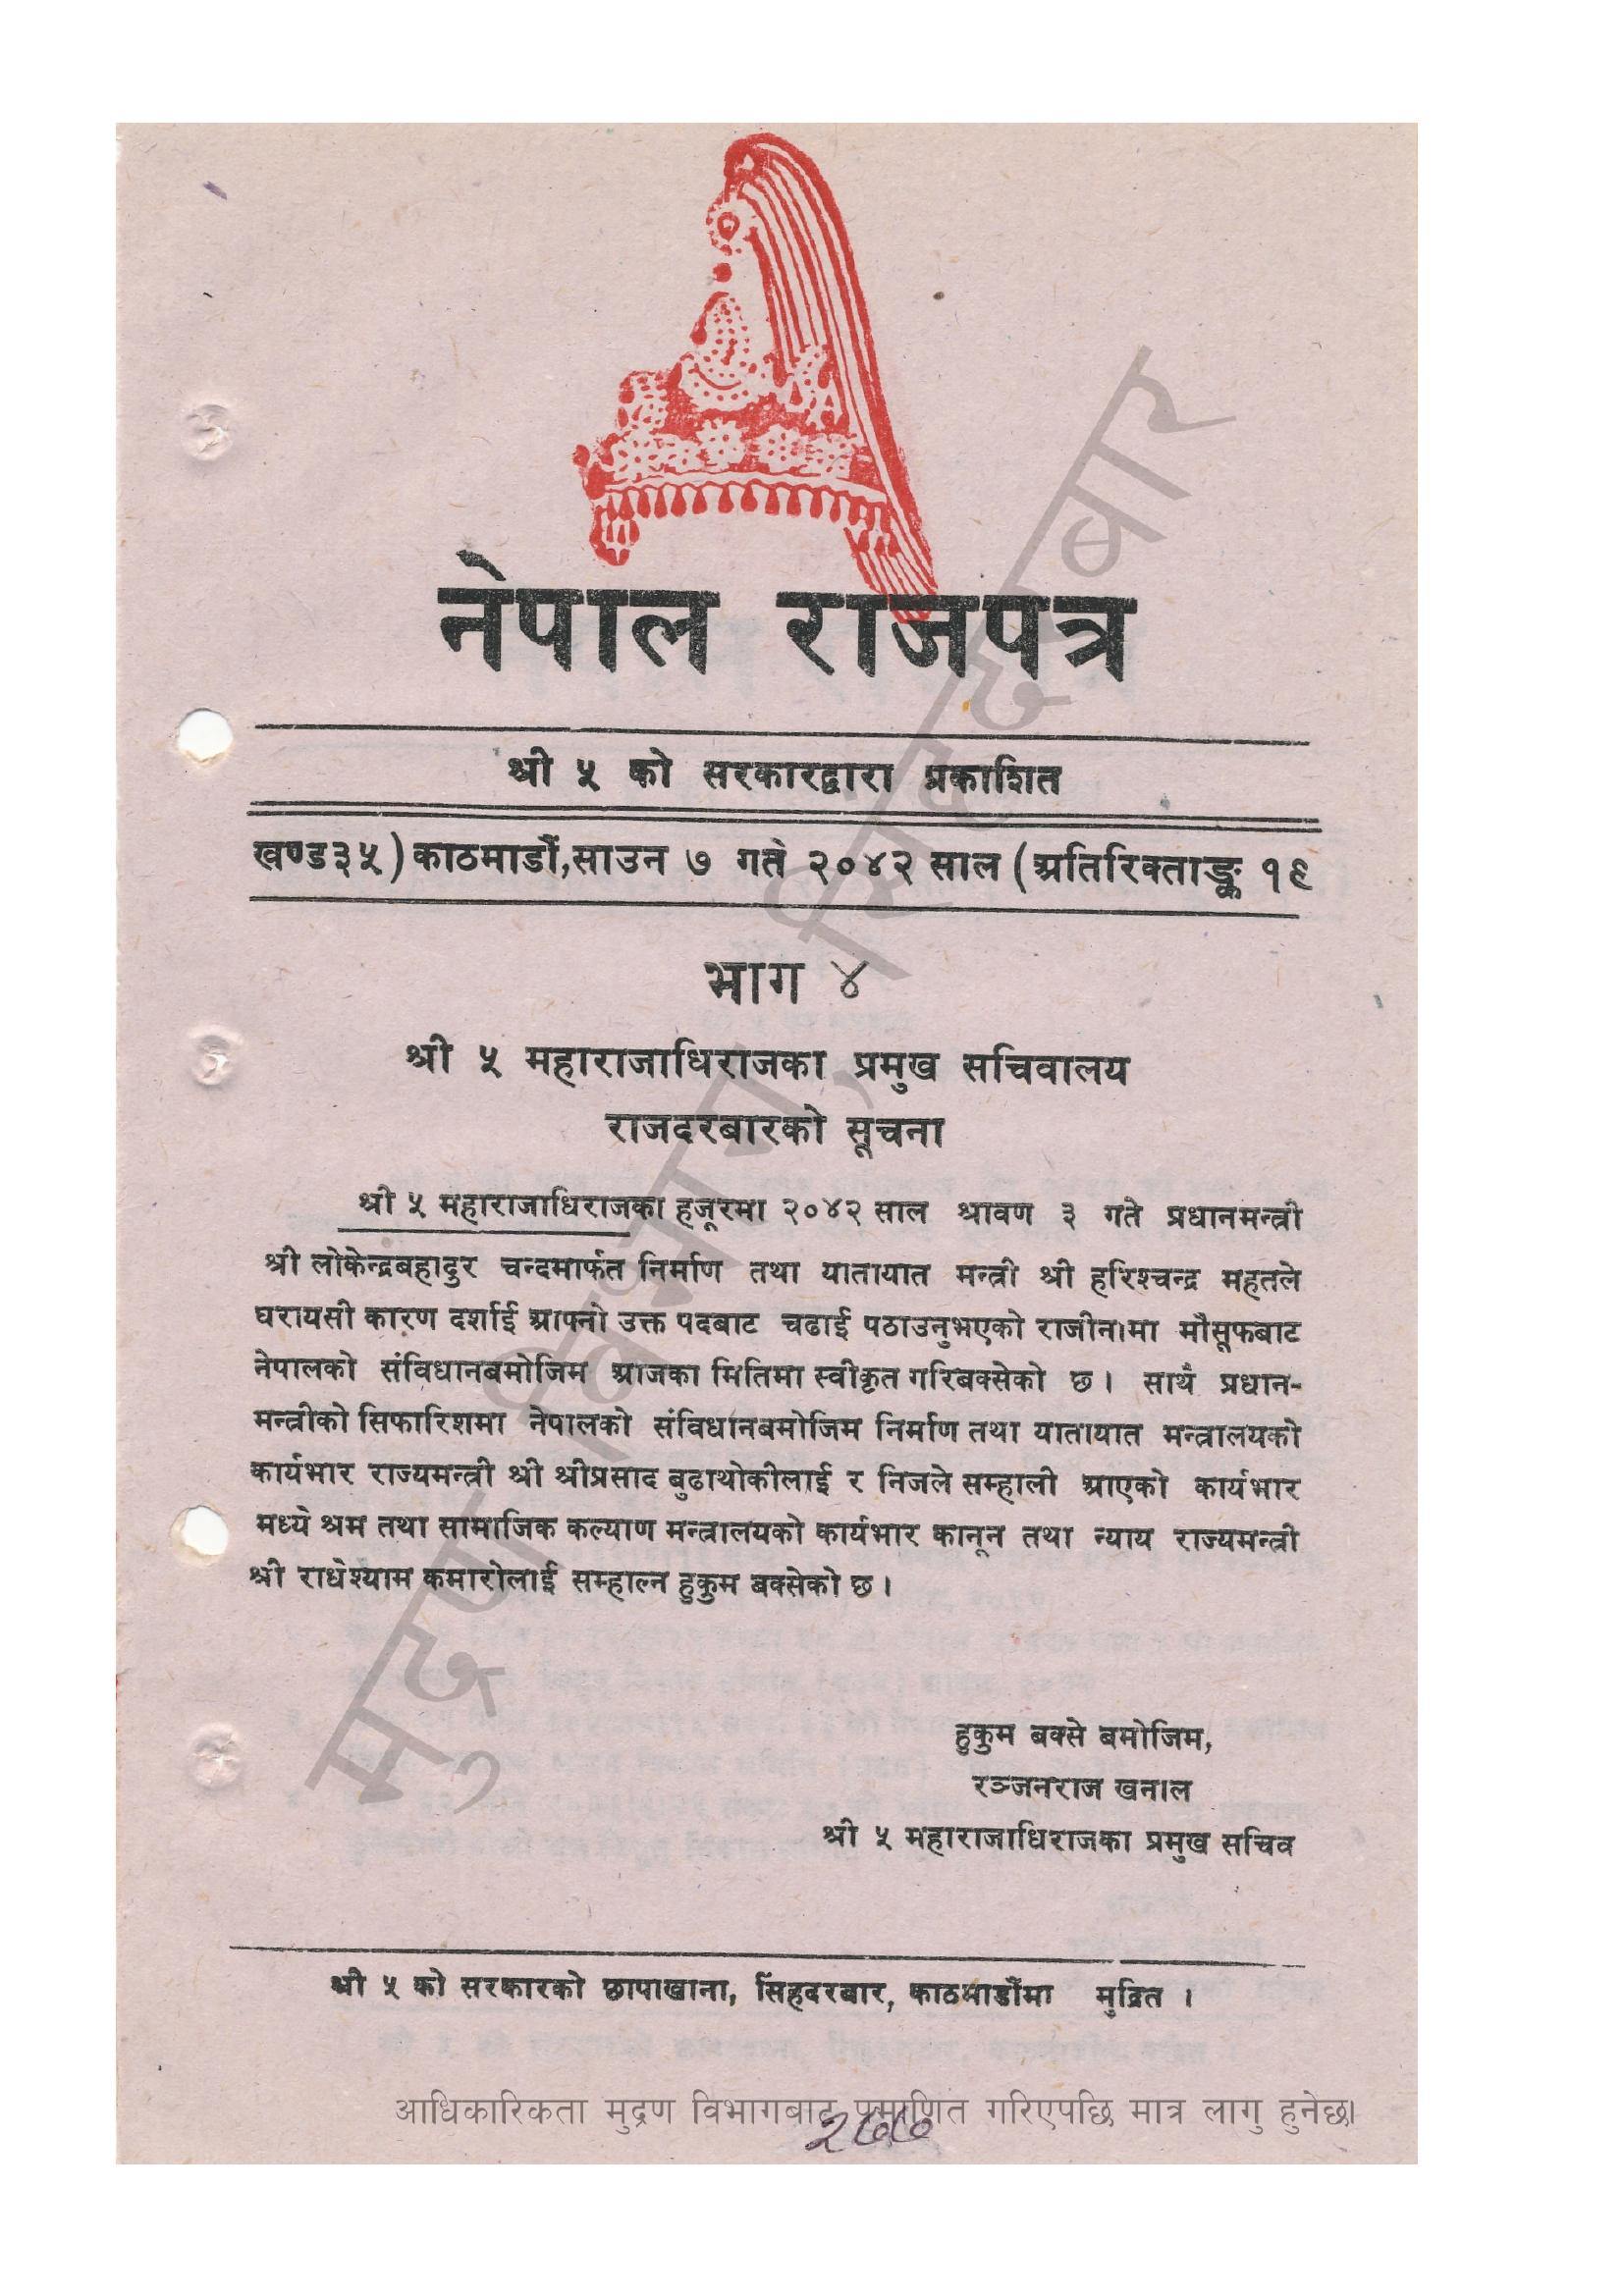 नेपाल राजपत्र
श्री ५ को सरकारद्वारा प्रकाशित
खण्ड३५) काठमाडौं, साउन ७ गते २०४२ साल (अतिरिक्ताङ्क १९
भाग ४
श्री ५ महाराजाधिराजका प्रमुख सचिवालय
राजदरबारको सूचना
श्री ५ महाराजाधिराजका हजूरमा २०४२ साल श्रावण ३ गते प्रधानमन्त्री
श्री लोकेन्द्रबहादुर चन्दमार्फत निर्माण तथा यातायात मन्त्री श्री हरिश्चन्द्र महतले
घरायसी कारण दर्शाई आफ्नो उक्त पदबाट चढाई पठाउनुभएको राजीनामा मौसूफबाट
नेपालको संविधानबमोजिम आजका मितिमा स्वीकृत गरिबक्सेको छ। साथै प्रधान-
मन्त्रीको सिफारिशमा नेपालको संविधानबमोजिम निर्माण तथा यातायात मन्त्रालयको
कार्यभार राज्यमन्त्री श्री श्रीप्रसाद बुढाथोकीलाई र निजले सम्हाली आएको कार्यभार
मध्ये श्रम तथा सामाजिक कल्याण मन्त्रालयको कार्यभार कानून तथा न्याय राज्यमन्त्री
श्री राधेश्याम कमारोलाई सम्हाल्न हुकुम बक्सेको छ।
हुकुम बक्से बमोजिम,
रञ्जनराज खनाल
श्री ५ महाराजाधिराजका प्रमुख सचिव
श्री ५ को सरकारको छापाखाना, सिंहदरबार, काठमाडौंमा मुद्रित ।
आधिकारिकता मुद्रण विभागबाट प्रमाणित गरिएपछि मात्र लागु हुनेछ।
२७७
मुद्रण विभाग, सिंहदरबार